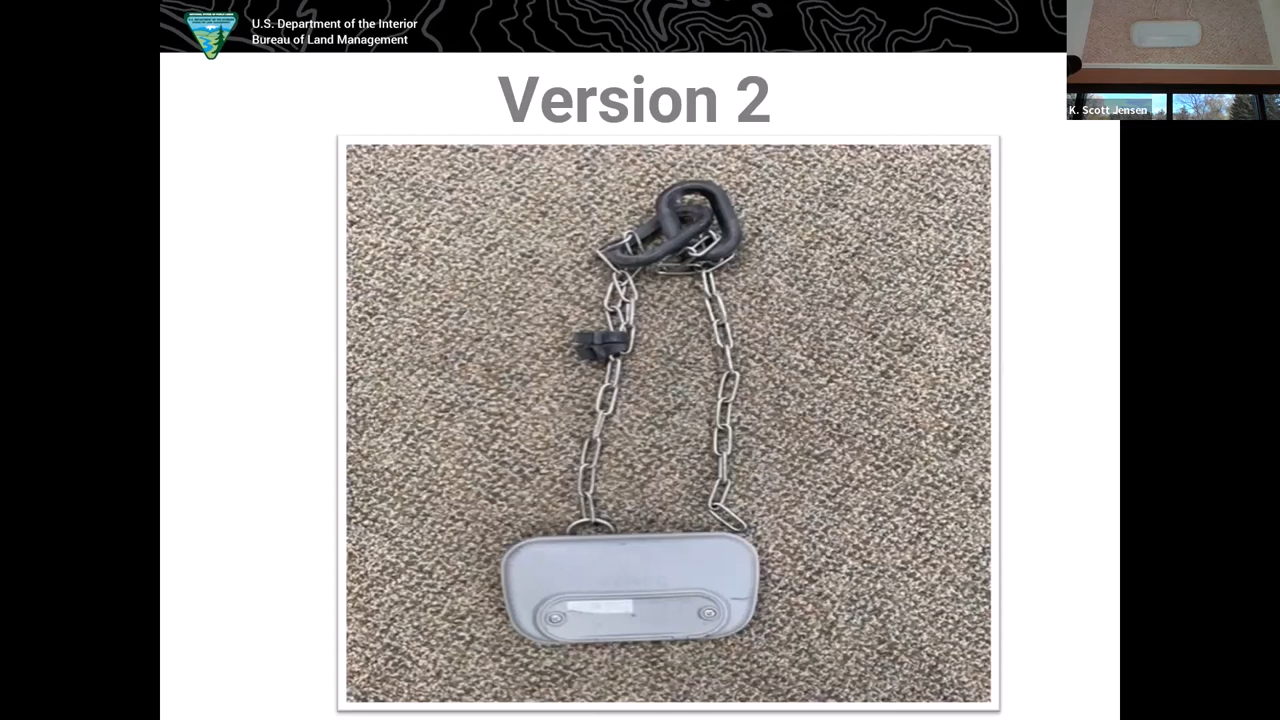 U.S. Department of the Interior
Bureau of Land Management
Version 2
K. Scott Jensen